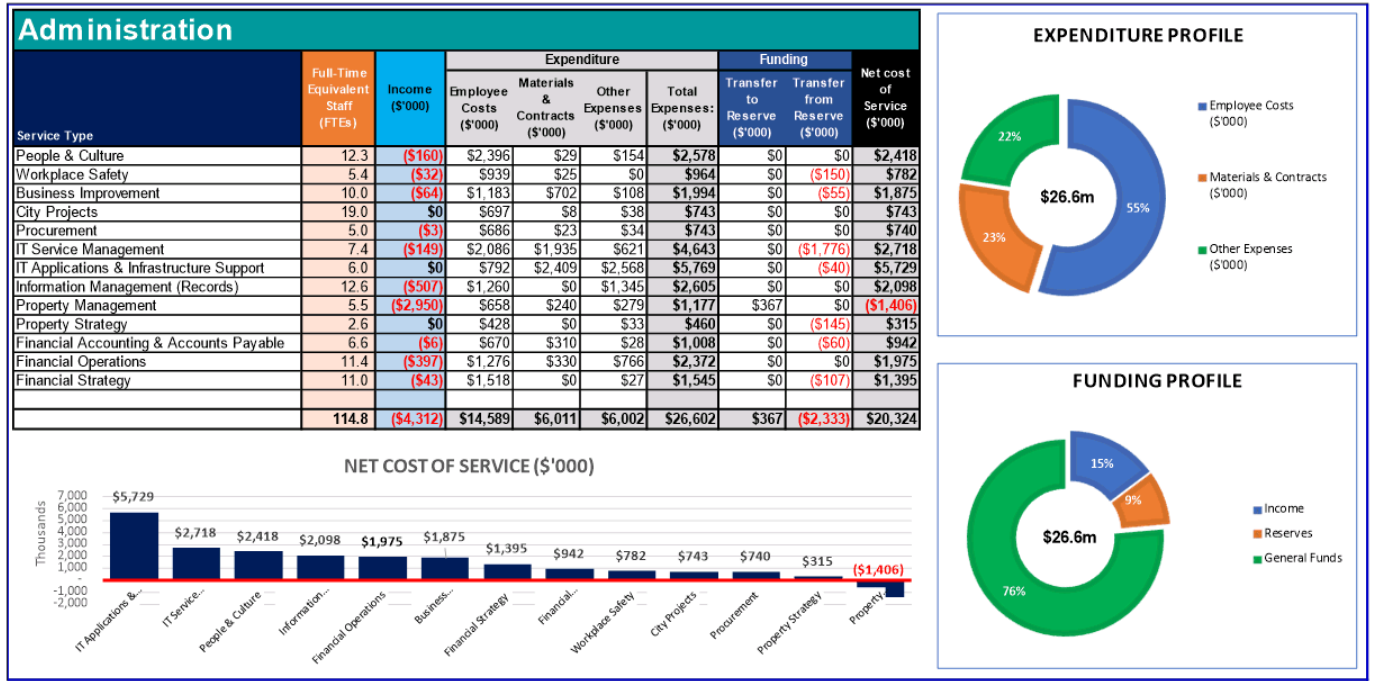 Administration
Service Type
Full-Time Equivalent Staff (FTEs)
Income ($'000)
Expenditure
Employee Costs ($'000)
Materials & Contracts ($'000)
Other Expenses ($'000)
Total Expenses: ($'000)
Funding
Transfer to Reserve ($'000)
Transfer from Reserve ($'000)
Net cost of Service ($'000)
People & Culture 12.3 ($160) $2,396 $29 $154 $2,578 $0 $0 $2,418
Workplace Safety 5.4 ($32) $939 $25 $0 $964 $0 ($150) $782
Business Improvement 10.0 ($64) $1,183 $702 $108 $1,994 $0 ($55) $1,875
City Projects 19.0 $0 $697 $8 $38 $743 $0 $0 $743
Procurement 5.0 ($3) $686 $23 $34 $743 $0 $0 $740
IT Service Management 7.4 ($149) $2,086 $1,935 $621 $4,643 $0 ($1,776) $2,718
IT Applications & Infrastructure Support 6.0 $0 $792 $2,409 $2,568 $5,769 $0 ($40) $5,729
Information Management (Records) 12.6 ($507) $1,260 $0 $1,345 $2,605 $0 $0 $2,098
Property Management 5.5 ($2,950) $658 $240 $279 $1,177 $367 $0 ($1,406)
Property Strategy 2.6 $0 $428 $0 $33 $460 $0 ($145) $315
Financial Accounting & Accounts Payable 6.6 ($6) $670 $310 $28 $1,008 $0 ($60) $942
Financial Operations 11.4 ($397) $1,276 $330 $766 $2,372 $0 $0 $1,975
Financial Strategy 11.0 ($43) $1,518 $0 $27 $1,545 $0 ($107) $1,395
114.8 ($4,312) $14,589 $6,011 $6,002 $26,602 $367 ($2,333) $20,324
NET COST OF SERVICE ($'000)
Thousands
7,000
6,000
5,000
4,000
3,000
2,000
1,000
-
-1,000
-2,000
$5,729
$2,718
$2,418
$2,098
$1,975
$1,875
$1,395
$942
$782
$743
$740
$315
($1,406)
IT Applications &...
IT Service...
People & Culture
Information...
Financial Operations
Business...
Financial Strategy
Financial...
Workplace Safety
City Projects
Procurement
Property Strategy
Property...
EXPENDITURE PROFILE
22%
23%
55%
$26.6m
Employee Costs
($'000)
Materials & Contracts
($'000)
Other Expenses
($'000)
FUNDING PROFILE
15%
9%
76%
$26.6m
Income
Reserves
General Funds